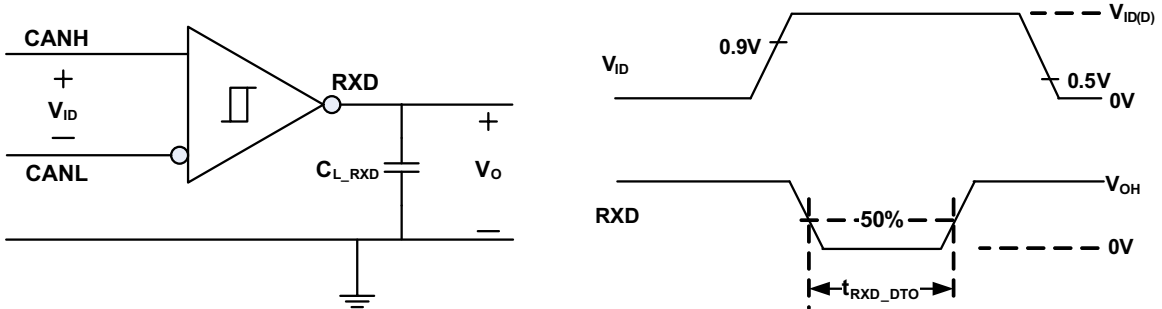 CANH
+
V_ID
—
CANL
RXD
C_L_RXD
+
V_O
—
V_ID
0.9V
V_ID(D)
0.5V
0V
RXD
50%
V_OH
0V
t_RXD_DTO